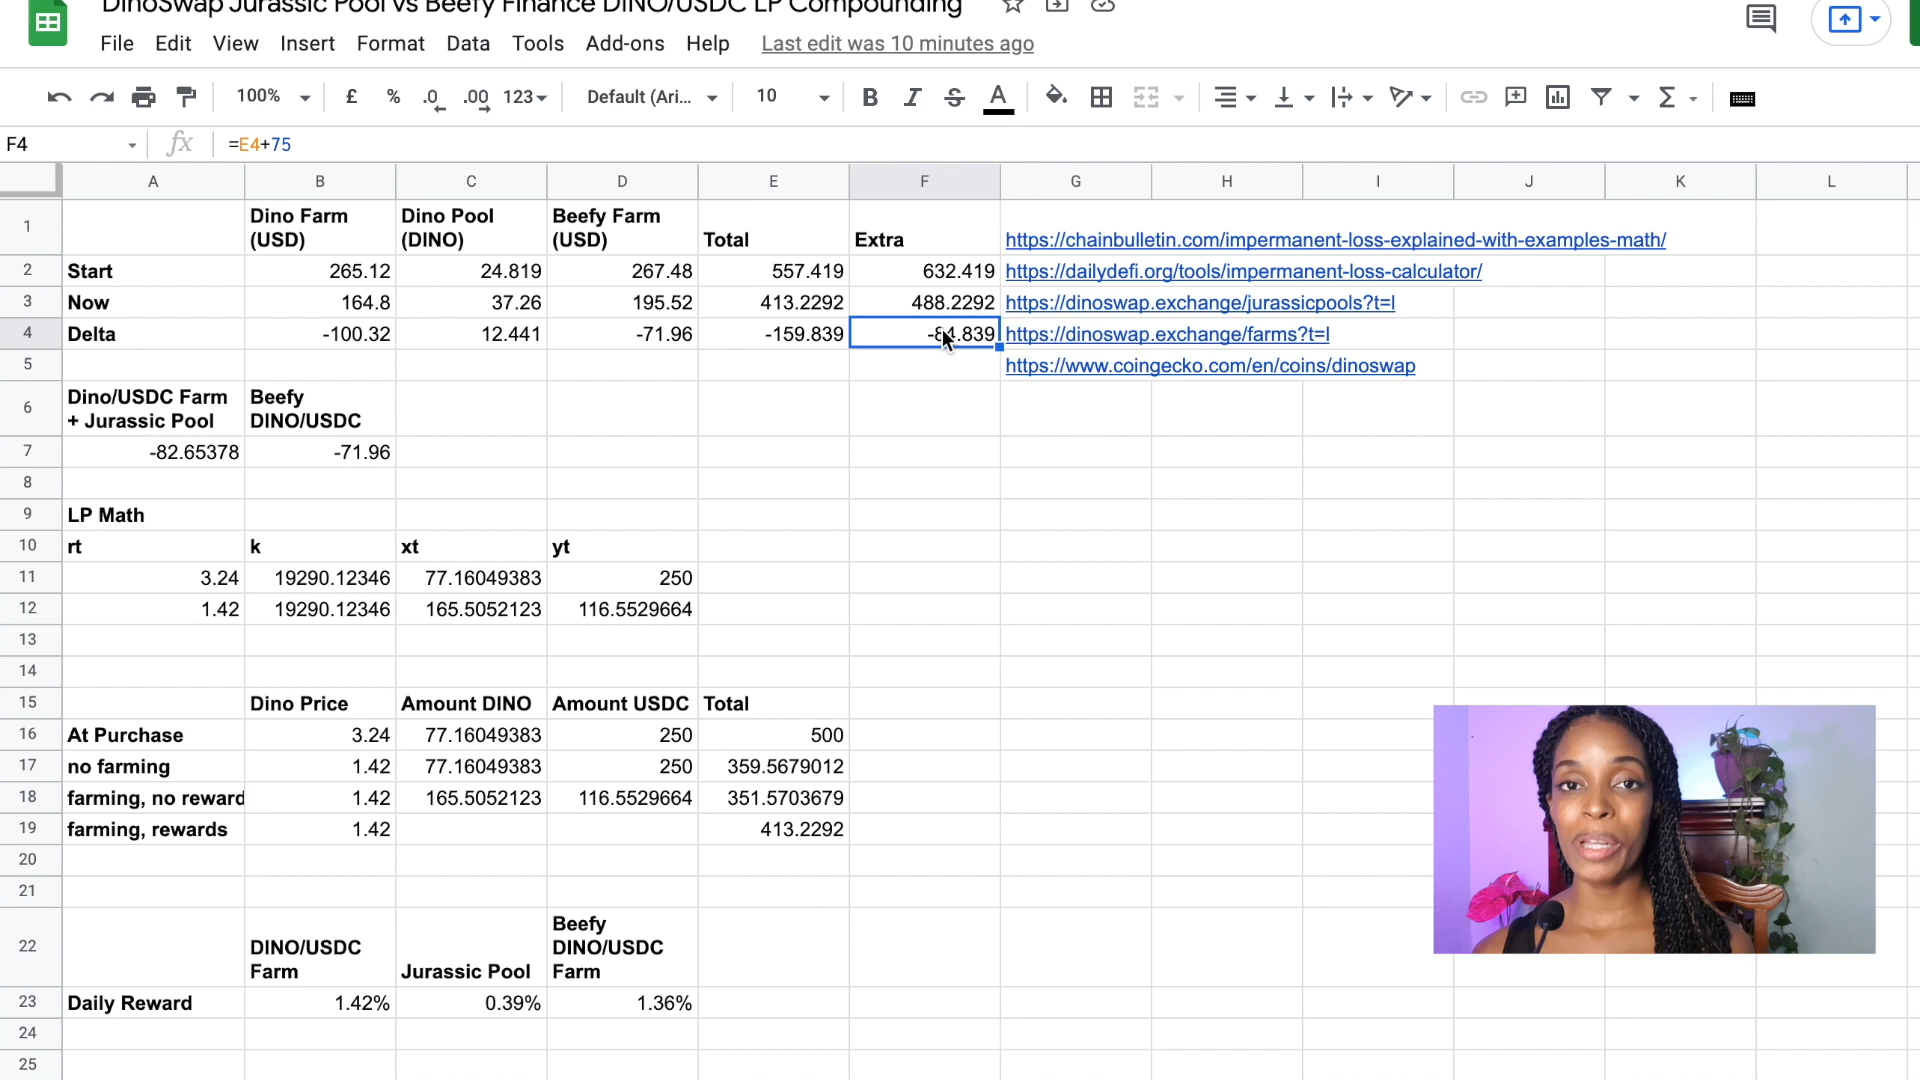 DinoSwap Jurassic Pool vs Beefy Finance DINO/USDC LP Compounding
File Edit View Insert Format Data Tools Add-ons Help Last edit was 10 minutes ago
100% £ % .0 .00 123 Default (Ari... 10 B I S A
F4 fx =E4+75
A B C D E F G H I J K L
1 Dino Farm (USD) Dino Pool (DINO) Beefy Farm (USD) Total Extra https://chainbulletin.com/impermanent-loss-explained-with-examples-math/
2 Start 265.12 24.819 267.48 557.419 632.419 https://dailydefi.org/tools/impermanent-loss-calculator/
3 Now 164.8 37.26 195.52 413.2292 488.2292 https://dinoswap.exchange/jurassicpools?t=l
4 Delta -100.32 12.441 -71.96 -159.839 -84.839 https://dinoswap.exchange/farms?t=l
5 https://www.coingecko.com/en/coins/dinoswap
6 Dino/USDC Farm + Jurassic Pool Beefy DINO/USDC
7 -82.65378 -71.96
8
9 LP Math
10 rt k xt yt
11 3.24 19290.12346 77.16049383 250
12 1.42 19290.12346 165.5052123 116.5529664
13
14
15 Dino Price Amount DINO Amount USDC Total
16 At Purchase 3.24 77.16049383 250 500
17 no farming 1.42 77.16049383 250 359.5679012
18 farming, no reward 1.42 165.5052123 116.5529664 351.5703679
19 farming, rewards 1.42 413.2292
20
21
22 DINO/USDC Farm Jurassic Pool Beefy DINO/USDC Farm
23 Daily Reward 1.42% 0.39% 1.36%
24
25